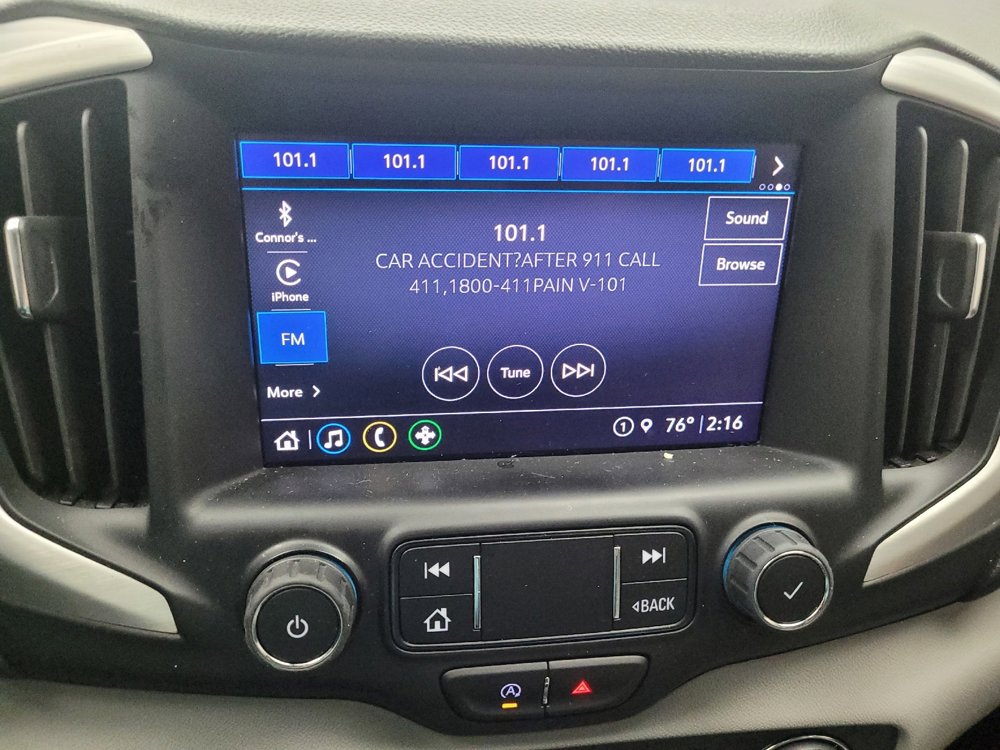 101.1 101.1 101.1 101.1 101.1
Connor's ...
iPhone
FM
More
101.1
CAR ACCIDENT?AFTER 911 CALL
411,1800-411PAIN V-101
Sound
Browse
Tune
1 76° 2:16
BACK
A